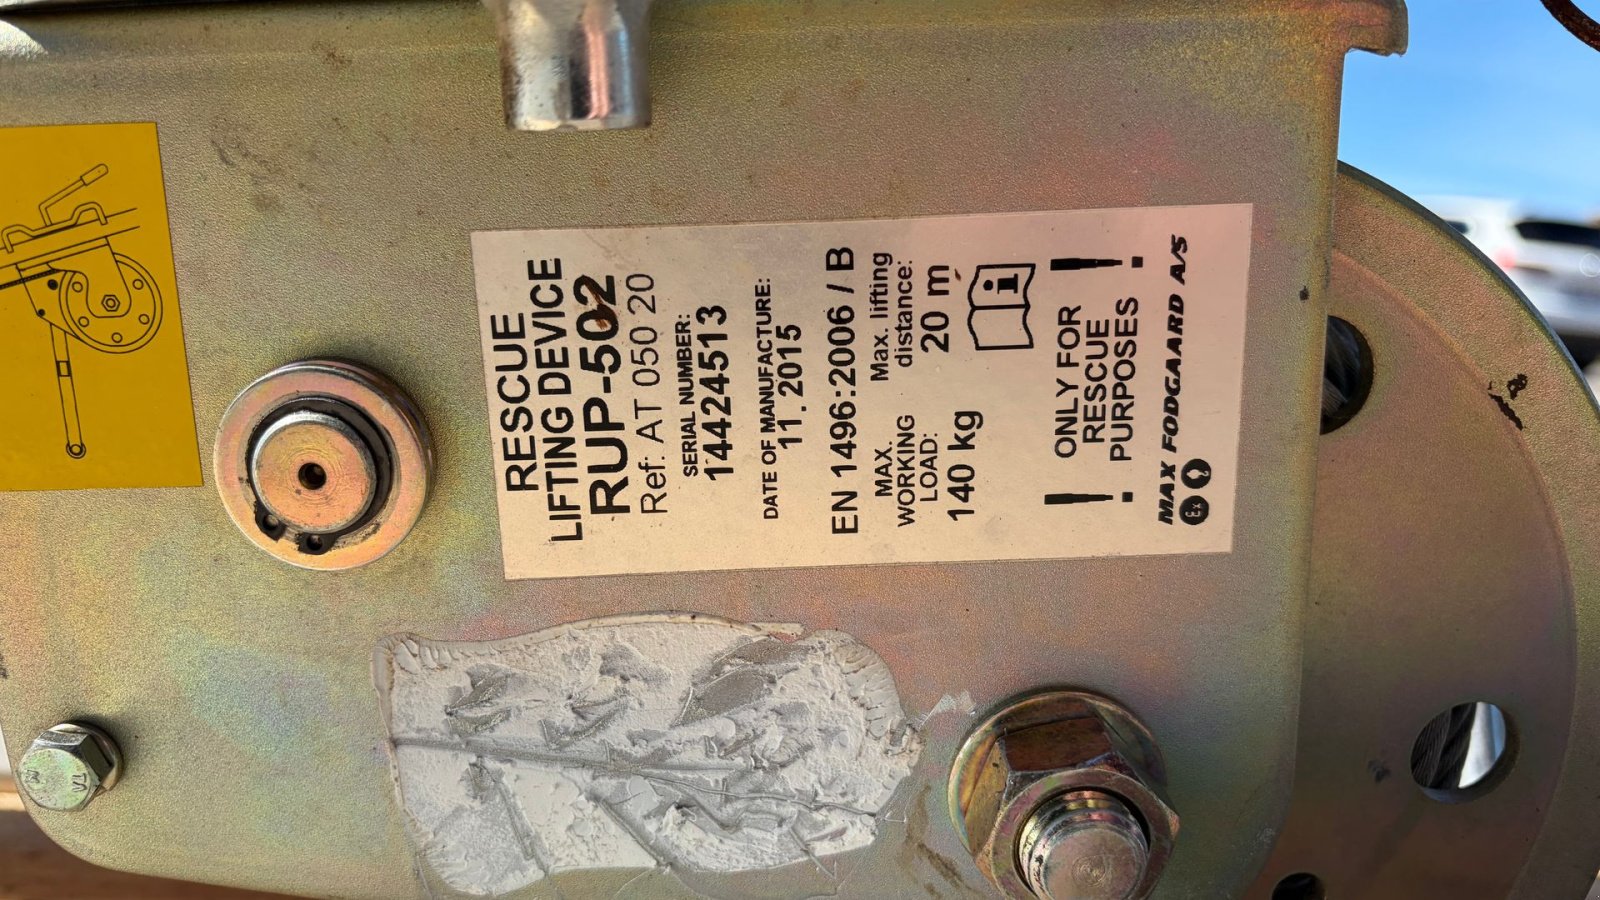 RESCUE
LIFTING DEVICE
RUP-502
Ref: AT 050 20
SERIAL NUMBER:
14424513
DATE OF MANUFACTURE:
11. 2015
EN 1496:2006 / B
MAX.
WORKING
LOAD:
140 kg
Max. lifting
distance:
20 m
i
! ONLY FOR
RESCUE
PURPOSES !
MAX FODGAARD A/S
Ex